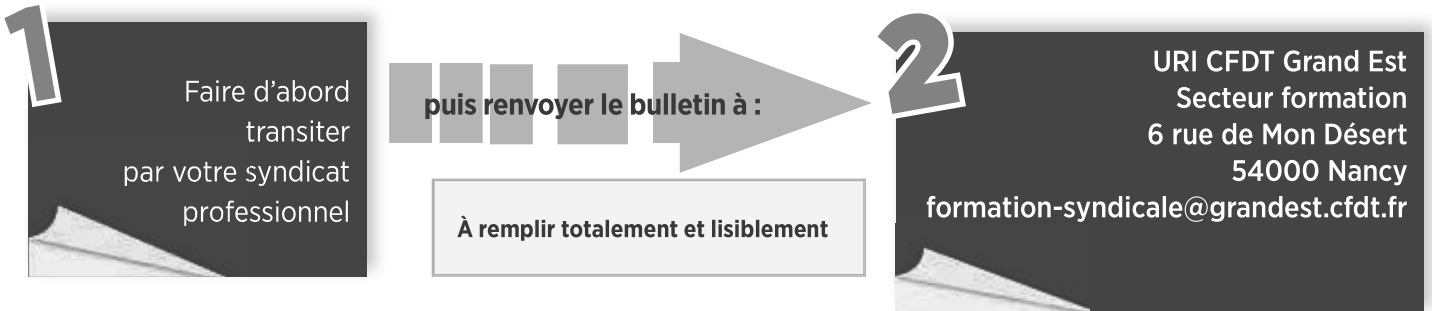 1
Faire d’abord
transiter
par votre syndicat
professionnel
puis renvoyer le bulletin à :
À remplir totalement et lisiblement
2
URI CFDT Grand Est
Secteur formation
6 rue de Mon Désert
54000 Nancy
formation-syndicale@grandest.cfdt.fr